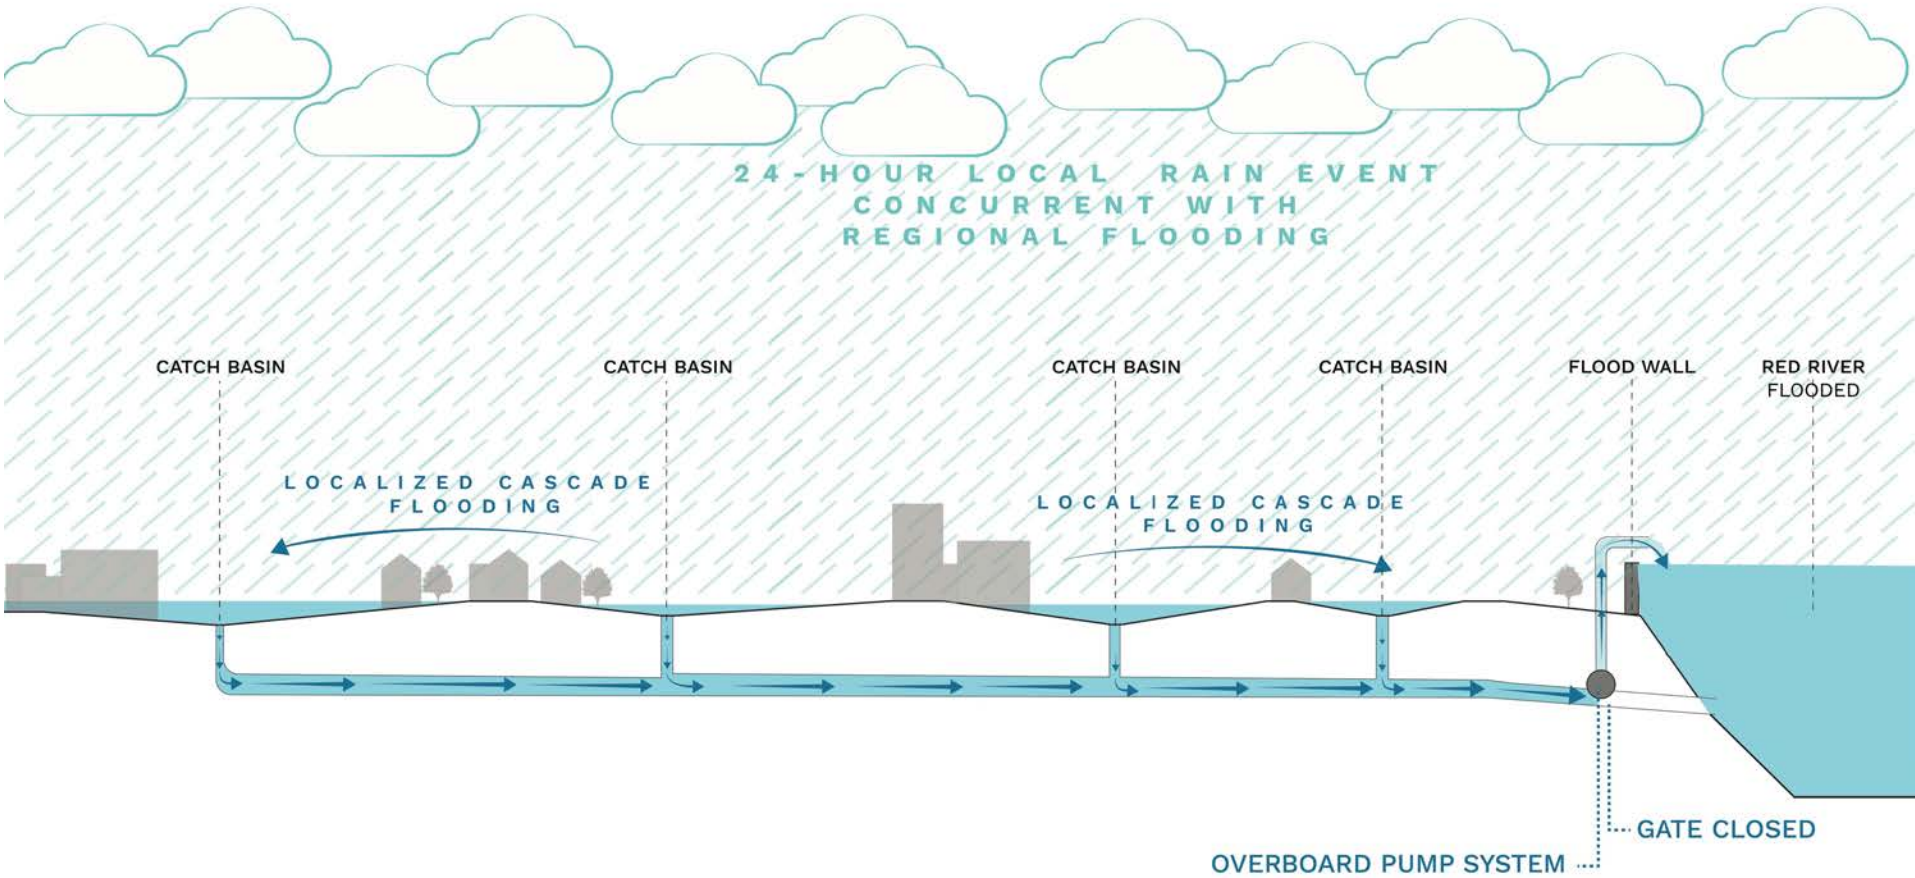 24-HOUR LOCAL RAIN EVENT
CONCURRENT WITH
REGIONAL FLOODING
CATCH BASIN
CATCH BASIN
CATCH BASIN
CATCH BASIN
FLOOD WALL
RED RIVER
FLOODED
LOCALIZED CASCADE
FLOODING
LOCALIZED CASCADE
FLOODING
GATE CLOSED
OVERBOARD PUMP SYSTEM